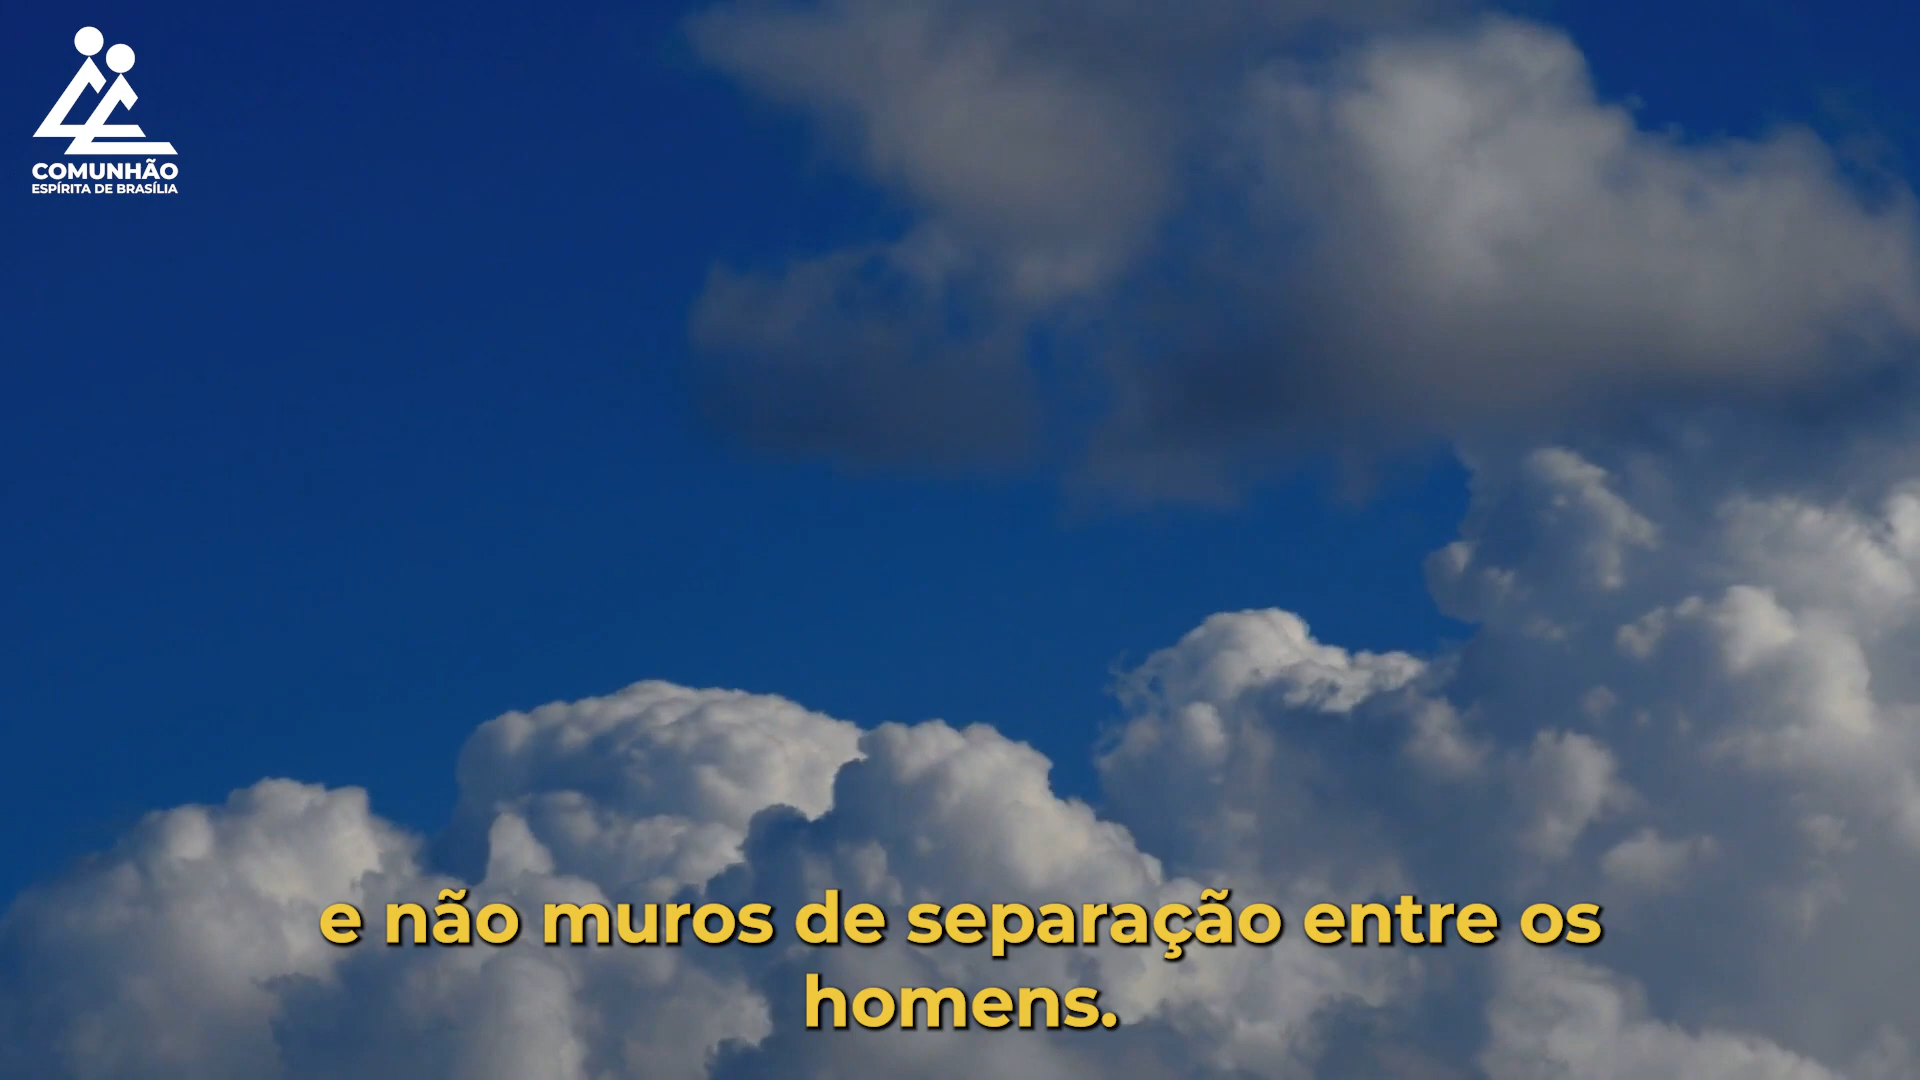 COMUNHÃO
ESPÍRITA DE BRASÍLIA
e não muros de separação entre os
homens.